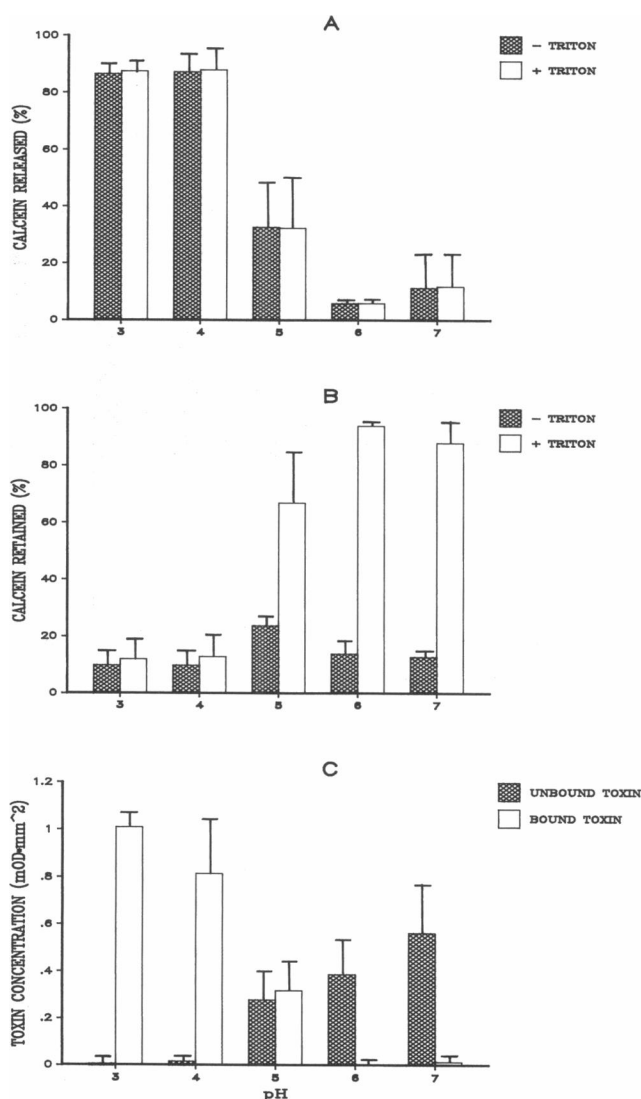 A
CALCEIN RELEASED (%)
100
80
60
40
20
0
3 4 5 6 7
− TRITON
+ TRITON
B
CALCEIN RETAINED (%)
100
80
60
40
20
0
3 4 5 6 7
− TRITON
+ TRITON
C
TOXIN CONCENTRATION (mOD•mm^2)
1.2
1
.8
.6
.4
.2
0
3 4 5 6 7
pH
UNBOUND TOXIN
BOUND TOXIN